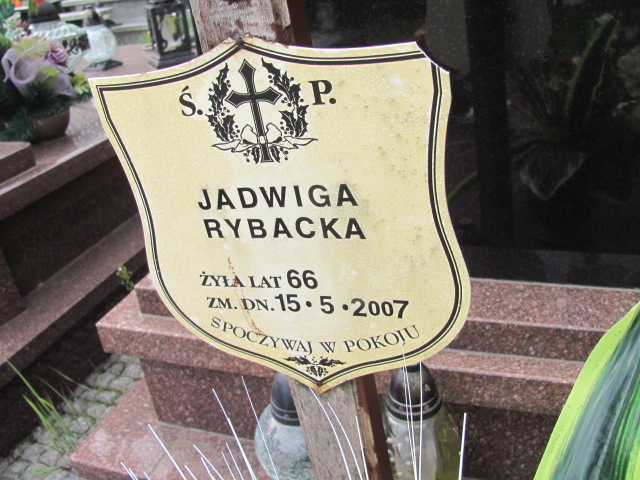 Ś. P.
JADWIGA
RYBACKA
ŻYŁA LAT 66
ZM. DN. 15 • 5 • 2007
SPOCZYWAJ W POKOJU